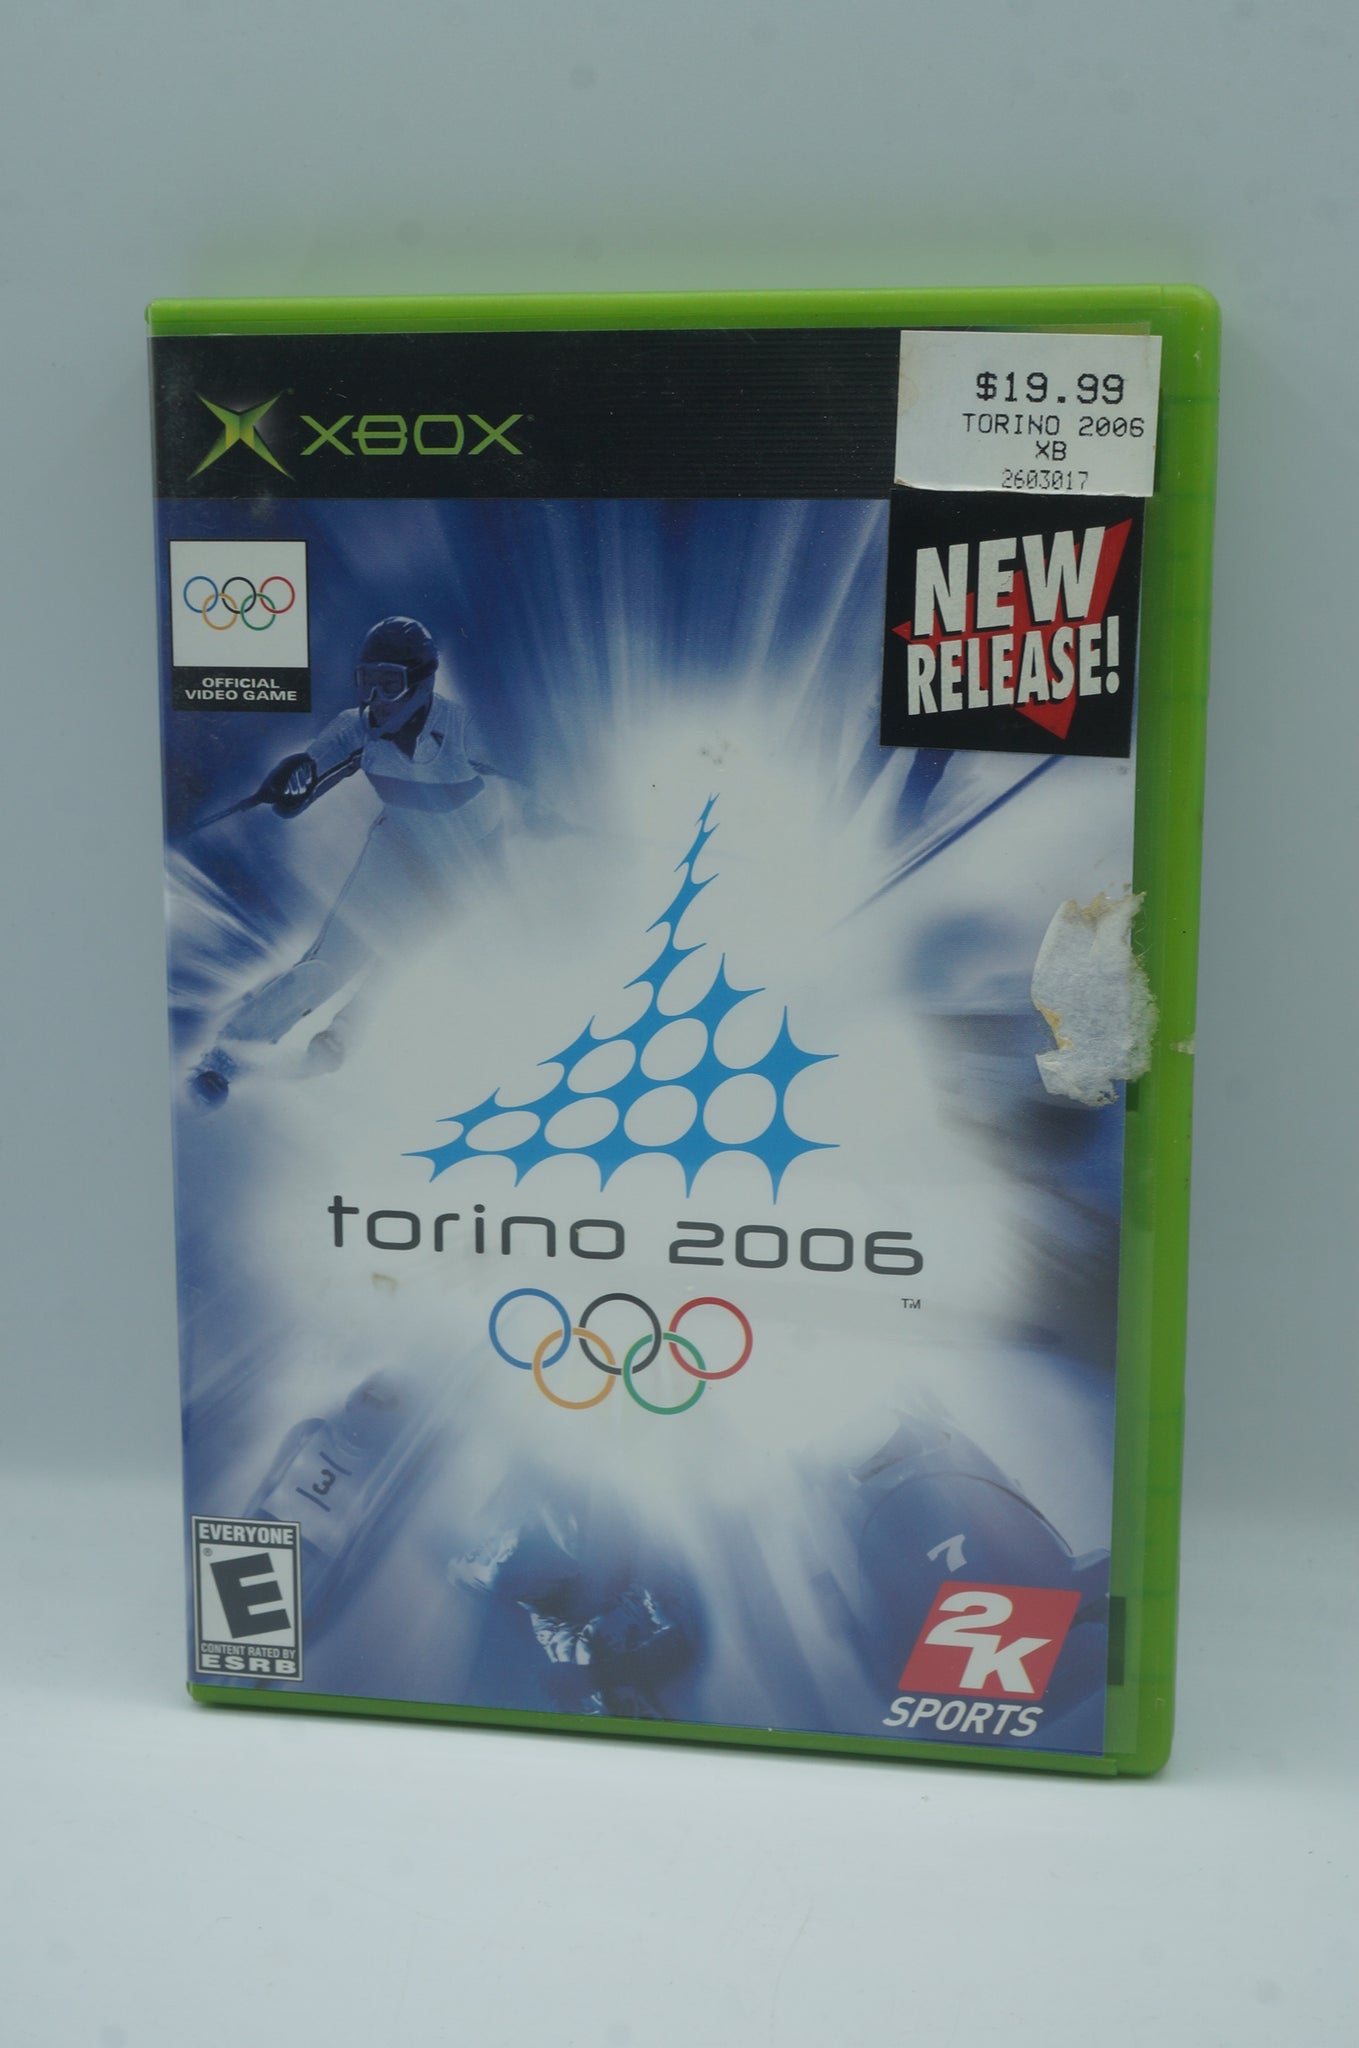 XBOX
$19.99
TORINO 2006
XB
2603017
NEW
RELEASE!
OFFICIAL
VIDEO GAME
torino 2006
TM
7
EVERYONE
E
CONTENT RATED BY
ESRB
2K
SPORTS